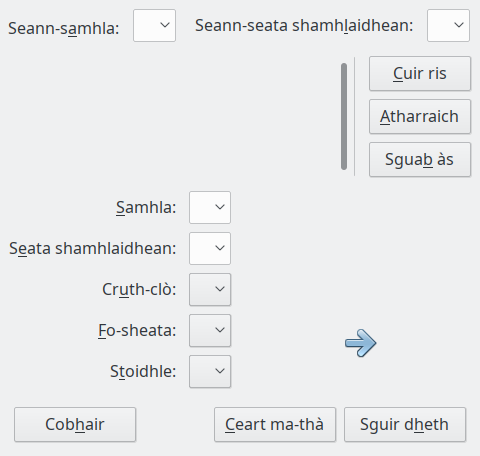 Seann-samhla:
Seann-seata shamhlaidhean:
Cuir ris
Atharraich
Sguab às
Samhla:
Seata shamhlaidhean:
Cruth-clò:
Fo-sheata:
Stoidhle:
Cobhair
Ceart ma-thà
Sguir dheth